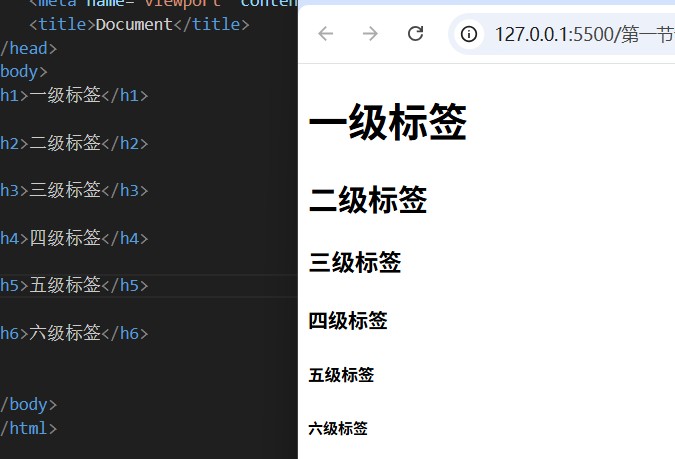 <meta name="viewport" conten
<title>Document</title>
/head>
body>
h1>一级标签</h1>
h2>二级标签</h2>
h3>三级标签</h3>
h4>四级标签</h4>
h5>五级标签</h5>
h6>六级标签</h6>
/body>
/html>
127.0.0.1:5500/第一节
一级标签
二级标签
三级标签
四级标签
五级标签
六级标签